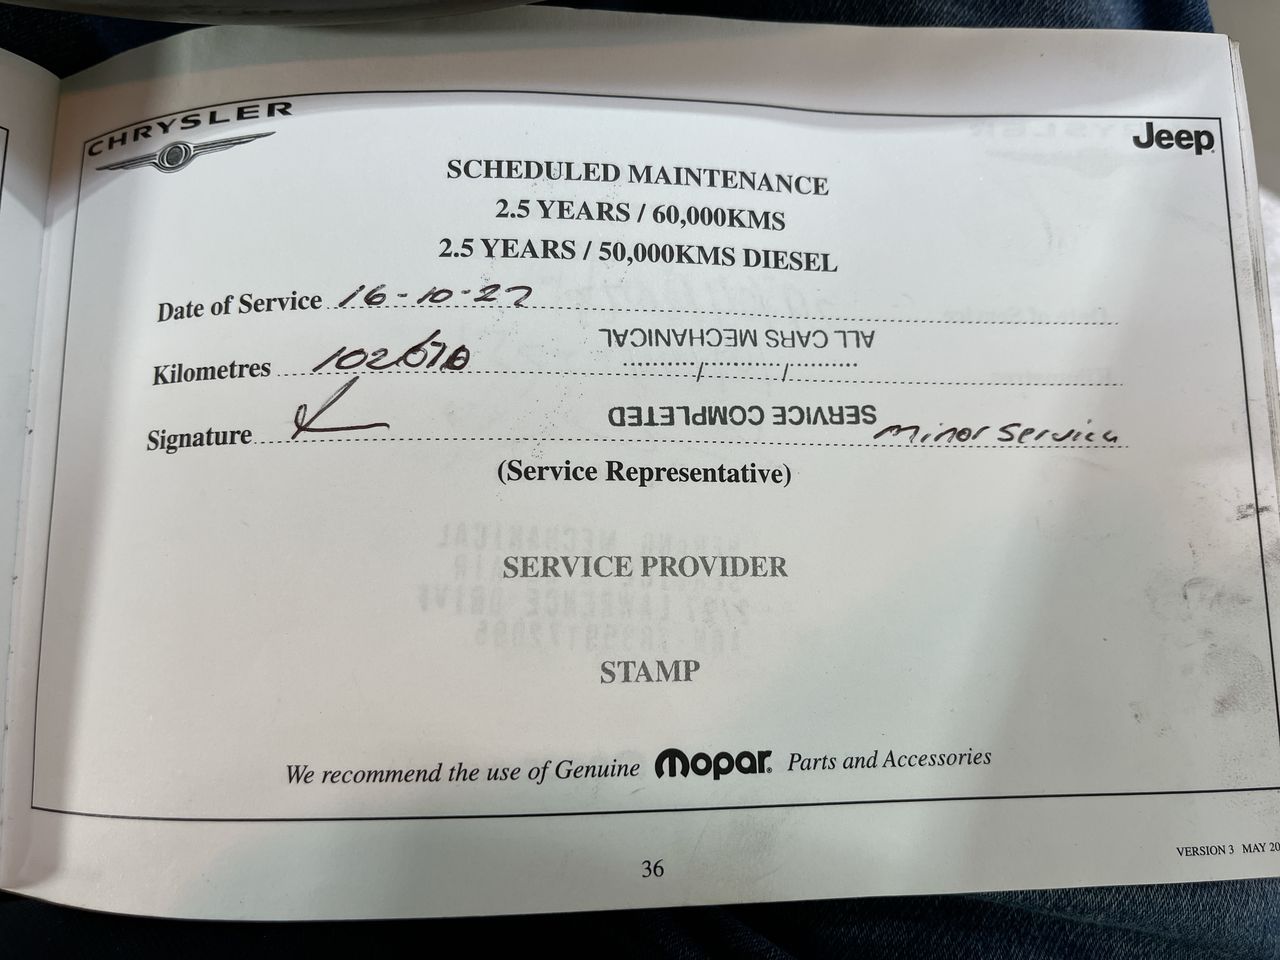 CHRYSLER
Jeep
SCHEDULED MAINTENANCE
2.5 YEARS / 60,000KMS
2.5 YEARS / 50,000KMS DIESEL
Date of Service 16-10-22
ALL CARS MECHANICAL
Kilometres 102670
......../........../..........
SERVICE COMPLETED
Signature
Minor Service
(Service Representative)
SERVICE PROVIDER
STAMP
We recommend the use of Genuine Mopar. Parts and Accessories
36
VERSION 3 MAY 20